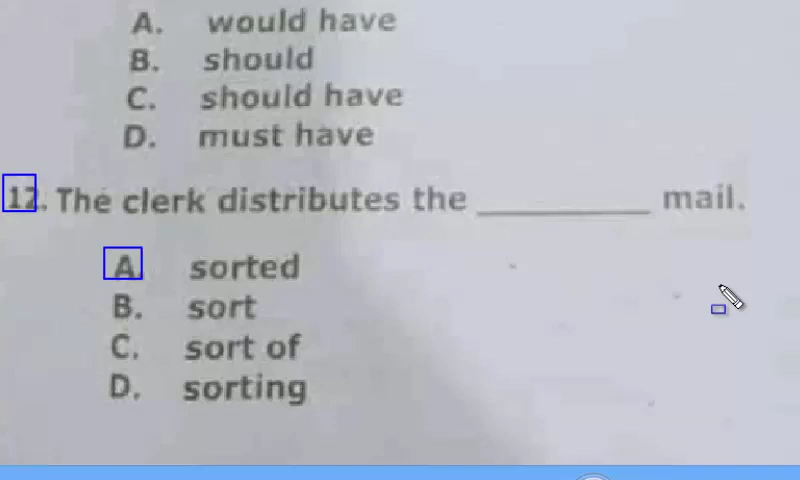 A. would have
B. should
C. should have
D. must have
12. The clerk distributes the __________ mail.
A. sorted
B. sort
C. sort of
D. sorting